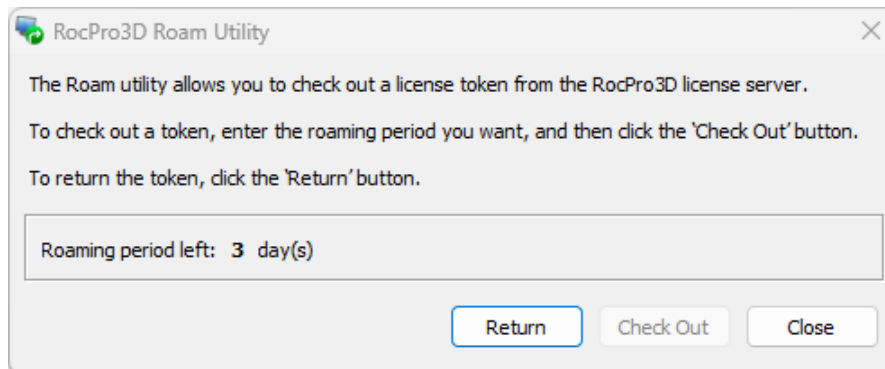 RocPro3D Roam Utility
The Roam utility allows you to check out a license token from the RocPro3D license server.
To check out a token, enter the roaming period you want, and then click the ‘Check Out’ button.
To return the token, click the ‘Return’ button.
Roaming period left: 3 day(s)
Return Check Out Close